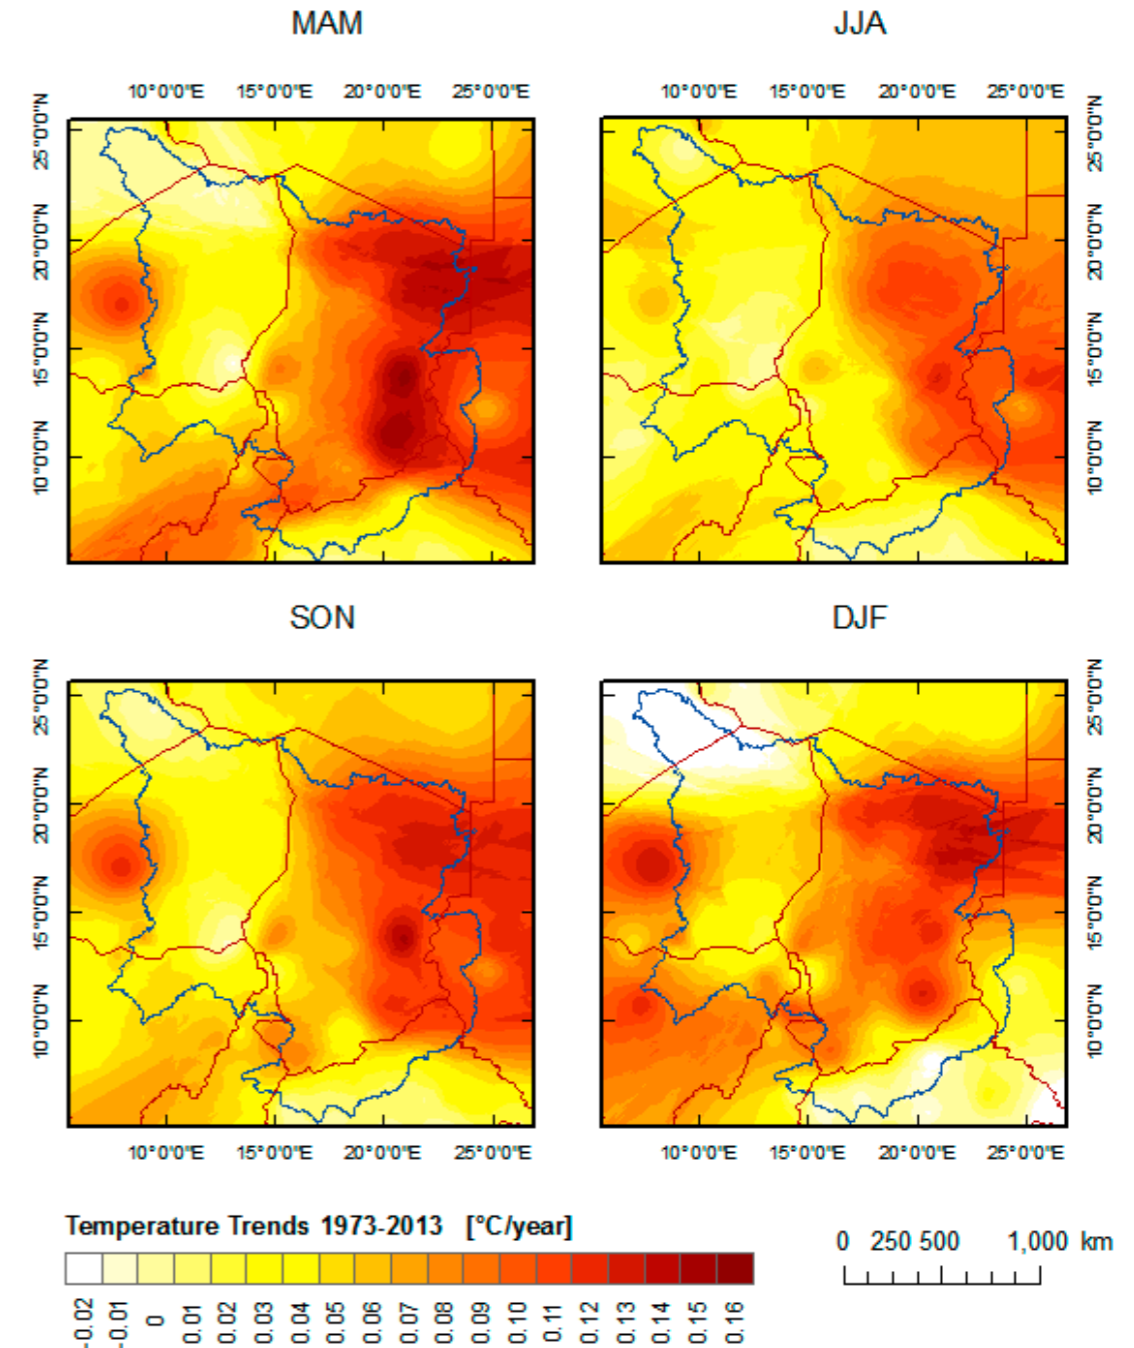 MAM JJA
10°0'0"E 15°0'0"E 20°0'0"E 25°0'0"E 10°0'0"E 15°0'0"E 20°0'0"E 25°0'0"E
25°0'0"N 25°0'0"N
20°0'0"N 20°0'0"N
15°0'0"N 15°0'0"N
10°0'0"N 10°0'0"N
SON DJF
25°0'0"N 25°0'0"N
20°0'0"N 20°0'0"N
15°0'0"N 15°0'0"N
10°0'0"N 10°0'0"N
10°0'0"E 15°0'0"E 20°0'0"E 25°0'0"E 10°0'0"E 15°0'0"E 20°0'0"E 25°0'0"E
Temperature Trends 1973-2013 [°C/year]
0 250 500 1,000 km
-0.02 -0.01 0 0.01 0.02 0.03 0.04 0.05 0.06 0.07 0.08 0.09 0.10 0.11 0.12 0.13 0.14 0.15 0.16